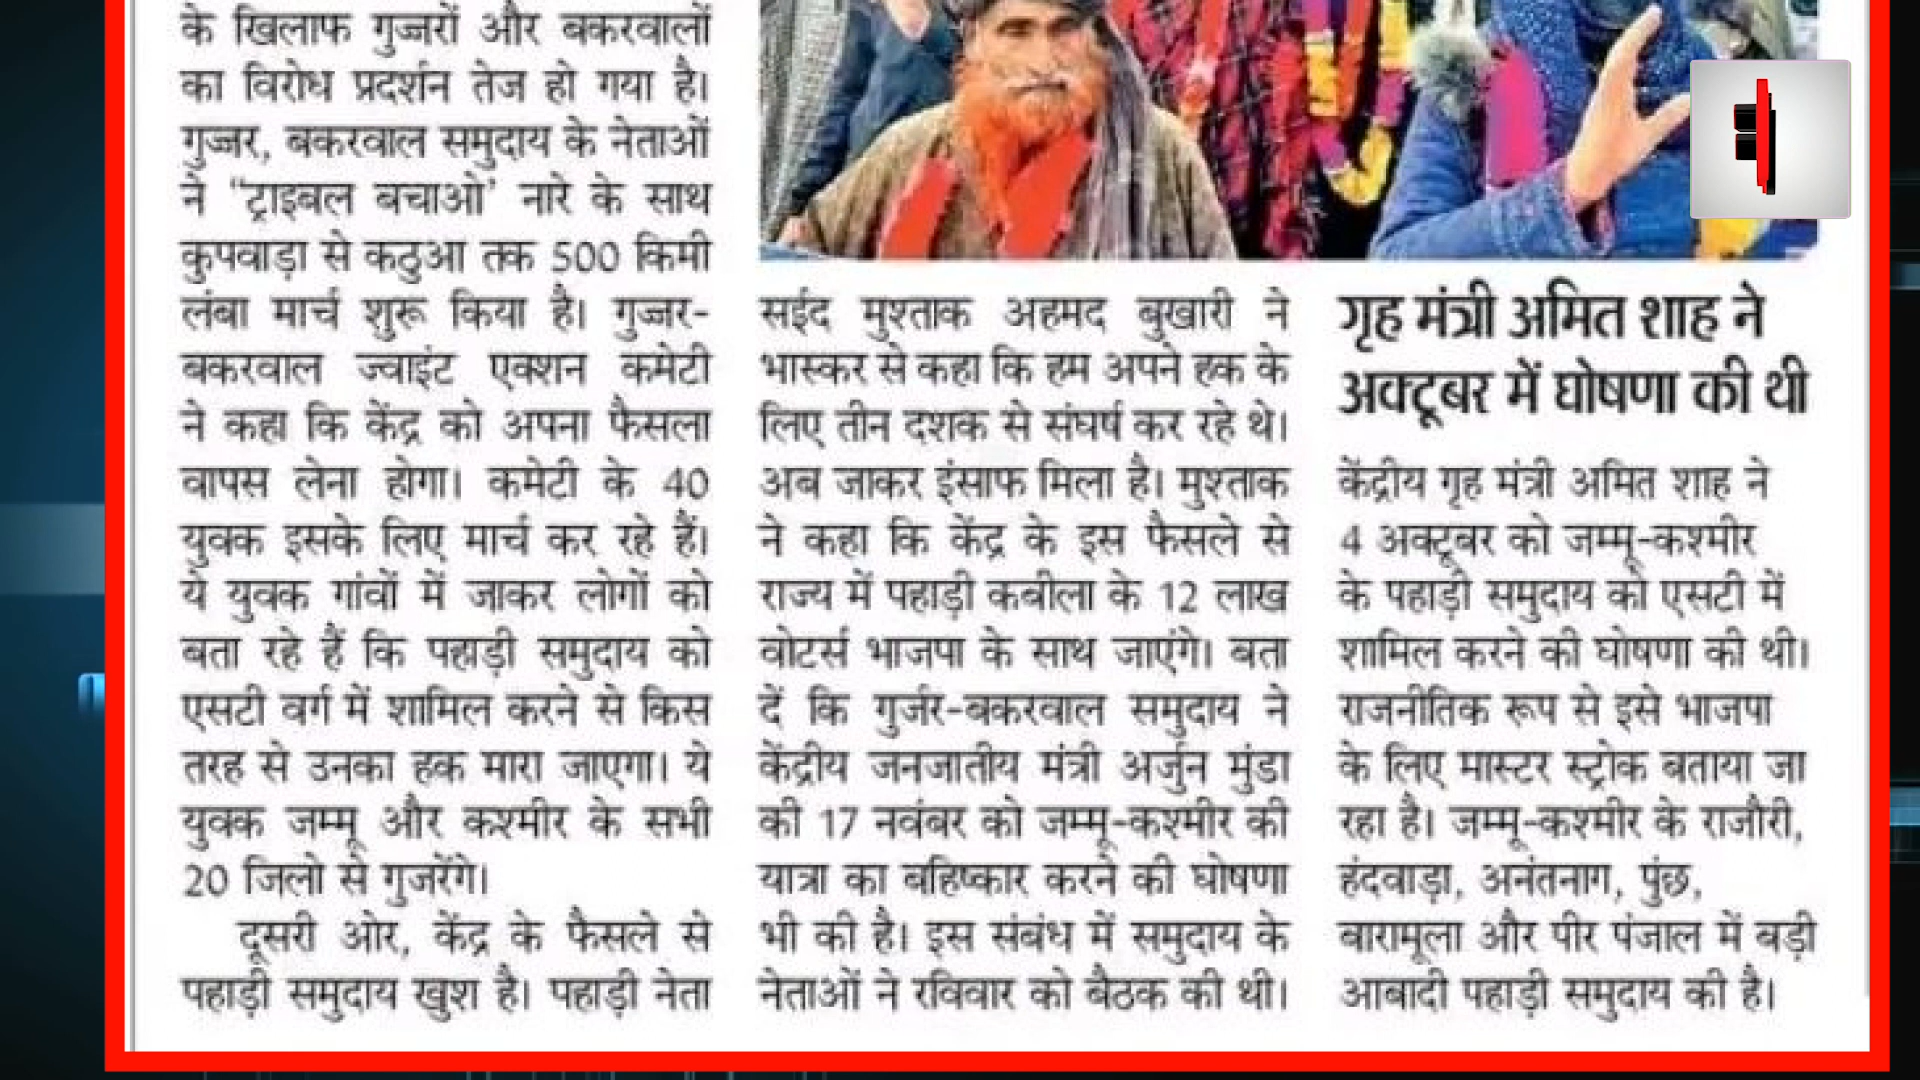 के खिलाफ गुज्जरों और बकरवालों
का विरोध प्रदर्शन तेज हो गया है।
गुज्जर, बकरवाल समुदाय के नेताओं
ने “ट्राइबल बचाओ’ नारे के साथ
कुपवाड़ा से कठुआ तक 500 किमी
लंबा मार्च शुरू किया है। गुज्जर-
बकरवाल ज्वाइंट एक्शन कमेटी
ने कहा कि केंद्र को अपना फैसला
वापस लेना होगा। कमेटी के 40
युवक इसके लिए मार्च कर रहे हैं।
ये युवक गांवों में जाकर लोगों को
बता रहे हैं कि पहाड़ी समुदाय को
एसटी वर्ग में शामिल करने से किस
तरह से उनका हक मारा जाएगा। ये
युवक जम्मू और कश्मीर के सभी
20 जिलो से गुजरेंगे।
दूसरी ओर, केंद्र के फैसले से
पहाड़ी समुदाय खुश है। पहाड़ी नेता
सईद मुश्ताक अहमद बुखारी ने
भास्कर से कहा कि हम अपने हक के
लिए तीन दशक से संघर्ष कर रहे थे।
अब जाकर इंसाफ मिला है। मुश्ताक
ने कहा कि केंद्र के इस फैसले से
राज्य में पहाड़ी कबीला के 12 लाख
वोटर्स भाजपा के साथ जाएंगे। बता
दें कि गुर्जर-बकरवाल समुदाय ने
केंद्रीय जनजातीय मंत्री अर्जुन मुंडा
की 17 नवंबर को जम्मू-कश्मीर की
यात्रा का बहिष्कार करने की घोषणा
भी की है। इस संबंध में समुदाय के
नेताओं ने रविवार को बैठक की थी।
गृह मंत्री अमित शाह ने
अक्टूबर में घोषणा की थी
केंद्रीय गृह मंत्री अमित शाह ने
4 अक्टूबर को जम्मू-कश्मीर
के पहाड़ी समुदाय को एसटी में
शामिल करने की घोषणा की थी।
राजनीतिक रूप से इसे भाजपा
के लिए मास्टर स्ट्रोक बताया जा
रहा है। जम्मू-कश्मीर के राजौरी,
हंदवाड़ा, अनंतनाग, पुंछ,
बारामूला और पीर पंजाल में बड़ी
आबादी पहाड़ी समुदाय की है।